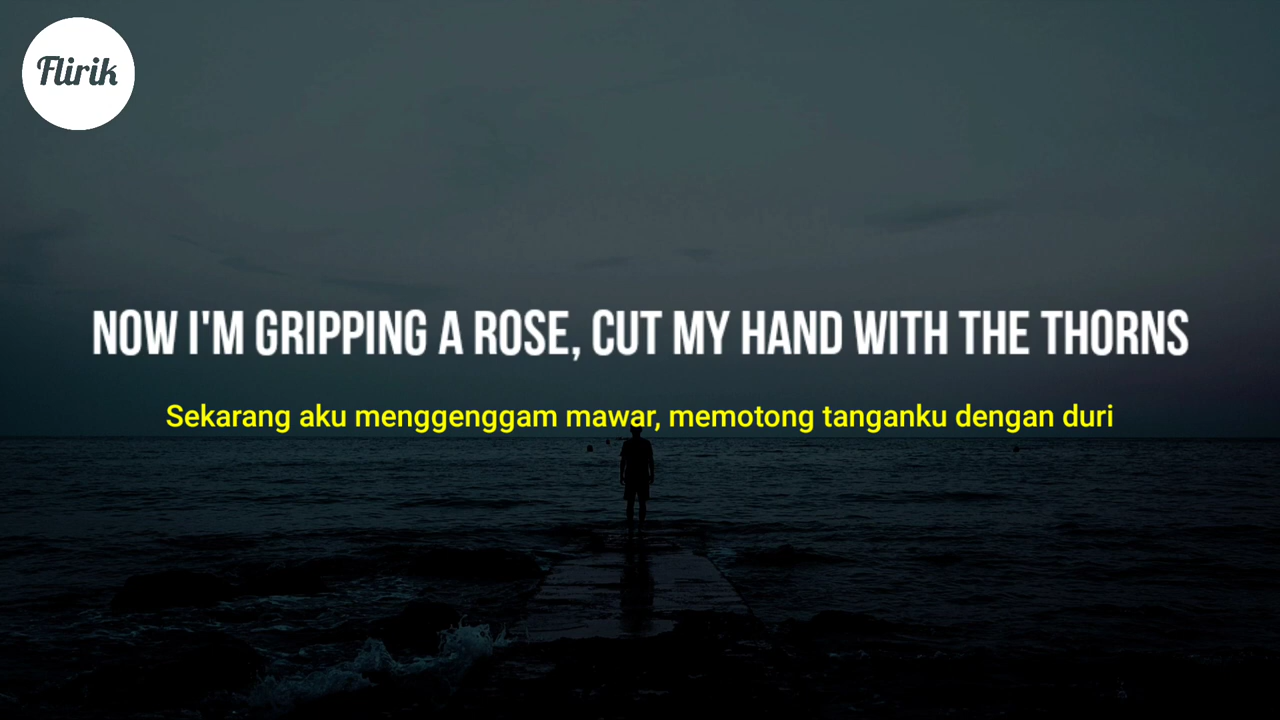 Flirik
NOW I'M GRIPPING A ROSE, CUT MY HAND WITH THE THORNS
Sekarang aku menggenggam mawar, memotong tanganku dengan duri